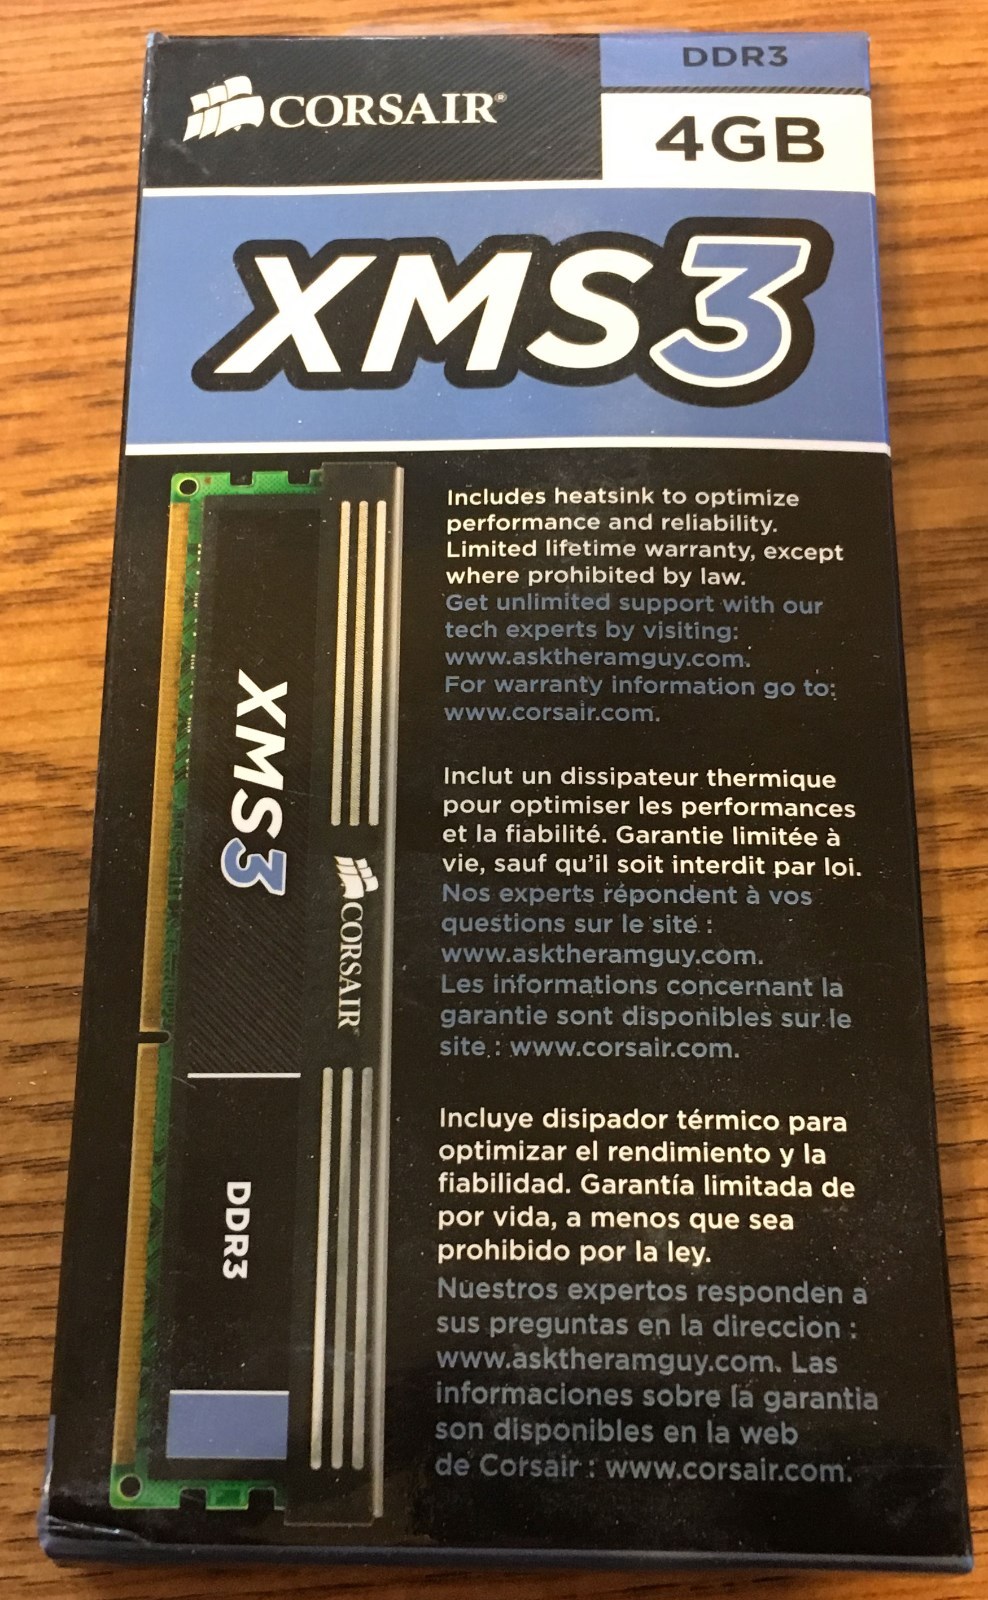 CORSAIR®
DDR3
4GB
XMS3
XMS3
CORSAIR
DDR3
Includes heatsink to optimize
performance and reliability.
Limited lifetime warranty, except
where prohibited by law.
Get unlimited support with our
tech experts by visiting:
www.asktheramguy.com.
For warranty information go to:
www.corsair.com.
Inclut un dissipateur thermique
pour optimiser les performances
et la fiabilité. Garantie limitée à
vie, sauf qu'il soit interdit par loi.
Nos experts répondent à vos
questions sur le site :
www.asktheramguy.com.
Les informations concernant la
garantie sont disponibles sur le
site : www.corsair.com.
Incluye disipador térmico para
optimizar el rendimiento y la
fiabilidad. Garantía limitada de
por vida, a menos que sea
prohibido por la ley.
Nuestros expertos responden a
sus preguntas en la direccion :
www.asktheramguy.com. Las
informaciones sobre la garantia
son disponibles en la web
de Corsair : www.corsair.com.